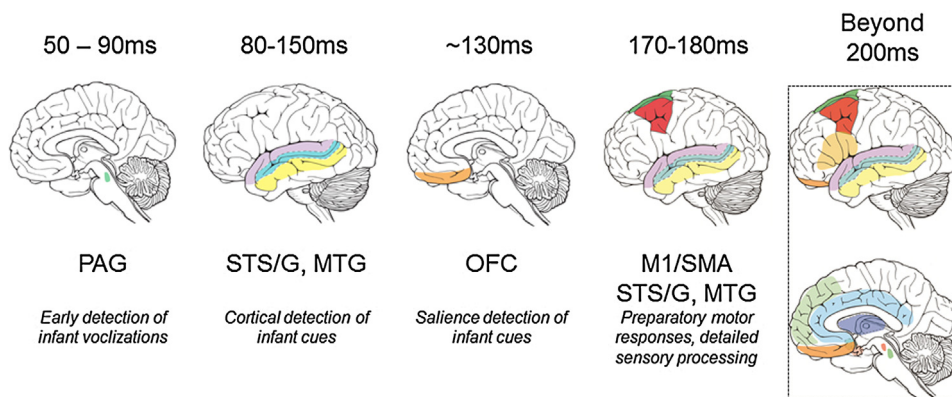 50 – 90ms
80-150ms
~130ms
170-180ms
Beyond
200ms
PAG
Early detection of
infant voclizations
STS/G, MTG
Cortical detection of
infant cues
OFC
Salience detection of
infant cues
M1/SMA
STS/G, MTG
Preparatory motor
responses, detailed
sensory processing